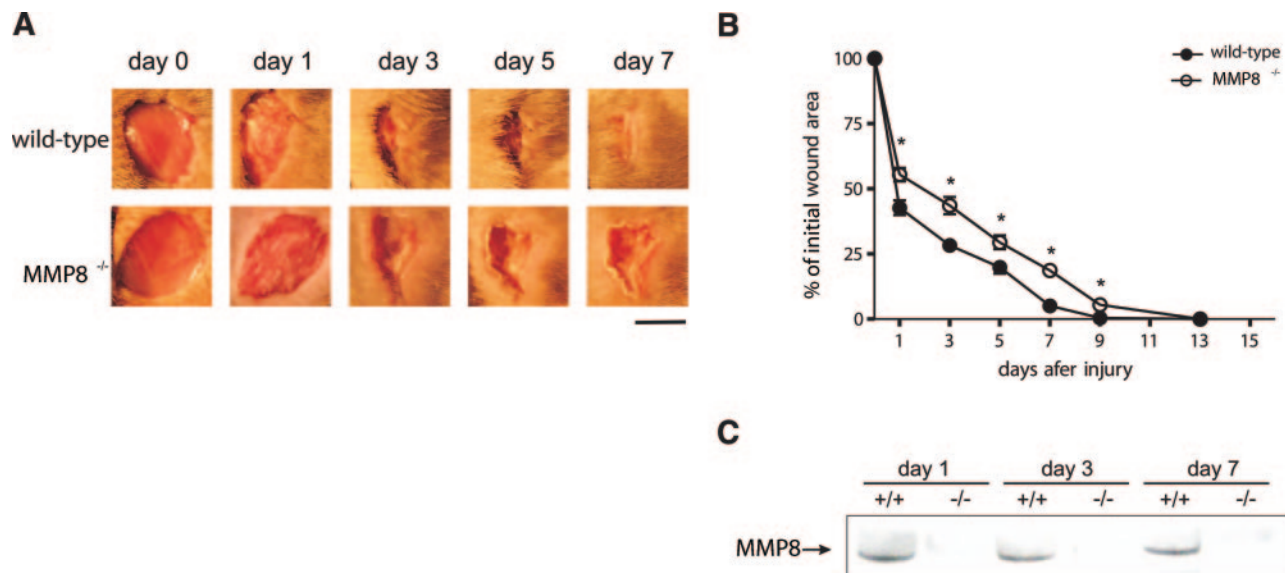 A
day 0 day 1 day 3 day 5 day 7
wild-type
MMP8 -/-
B
wild-type
MMP8 -/-
100
75
50
25
0
% of initial wound area
* * * * *
1 3 5 7 9 11 13 15
days afer injury
C
day 1 day 3 day 7
+/+ -/- +/+ -/- +/+ -/-
MMP8→